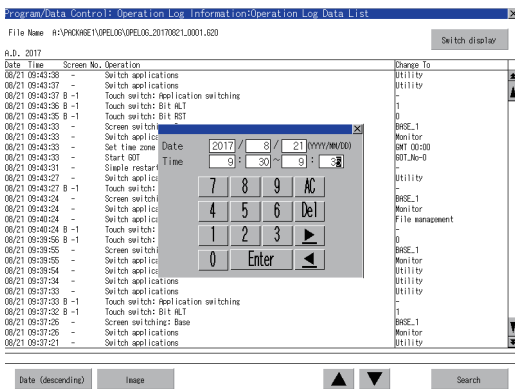 Program/Data Control: Operation Log Information:Operation Log Data List
File Name A:\PACKAGE1\OPELOG\OPELOG_20170821_0001.G2O
Switch display
A.D. 2017
Date Time Screen No. Operation Change To
08/21 09:43:38 - Switch applications Utility
08/21 09:43:37 - Switch applications Utility
08/21 09:43:37 B -1 Touch switch: Application switching -
08/21 09:43:36 B -1 Touch switch: Bit ALT 1
08/21 09:43:35 B -1 Touch switch: Bit RST 0
08/21 09:43:33 - Screen switchi BASE_1
08/21 09:43:33 - Switch applica Monitor
08/21 09:43:33 - Set time zone GMT 00:00
08/21 09:43:33 - Start GOT GOT_No-0
08/21 09:43:31 - Simple restart -
08/21 09:43:27 - Switch applica Utility
08/21 09:43:27 B -1 Touch switch: -
08/21 09:43:24 - Screen switchi BASE_1
08/21 09:43:24 - Switch applica Monitor
08/21 09:40:24 - Switch applica File management
08/21 09:40:24 B -1 Touch switch: -
08/21 09:39:56 B -1 Touch switch: 0
08/21 09:39:55 - Screen switchi BASE_1
08/21 09:39:55 - Switch applica Monitor
08/21 09:39:54 - Switch applica Utility
08/21 09:37:34 - Switch applications Utility
08/21 09:37:33 - Switch applications Utility
08/21 09:37:33 B -1 Touch switch: Application switching -
08/21 09:37:32 B -1 Touch switch: Bit ALT 1
08/21 09:37:26 - Screen switching: Base BASE_1
08/21 09:37:26 - Switch applications Monitor
08/21 09:37:21 - Switch applications Utility
Date 2017 / 8 / 21 (YYYY/MM/DD)
Time 9 : 30 ~ 9 :
7 8 9 AC
4 5 6 Del
1 2 3
0 Enter
Date (descending) Image Search